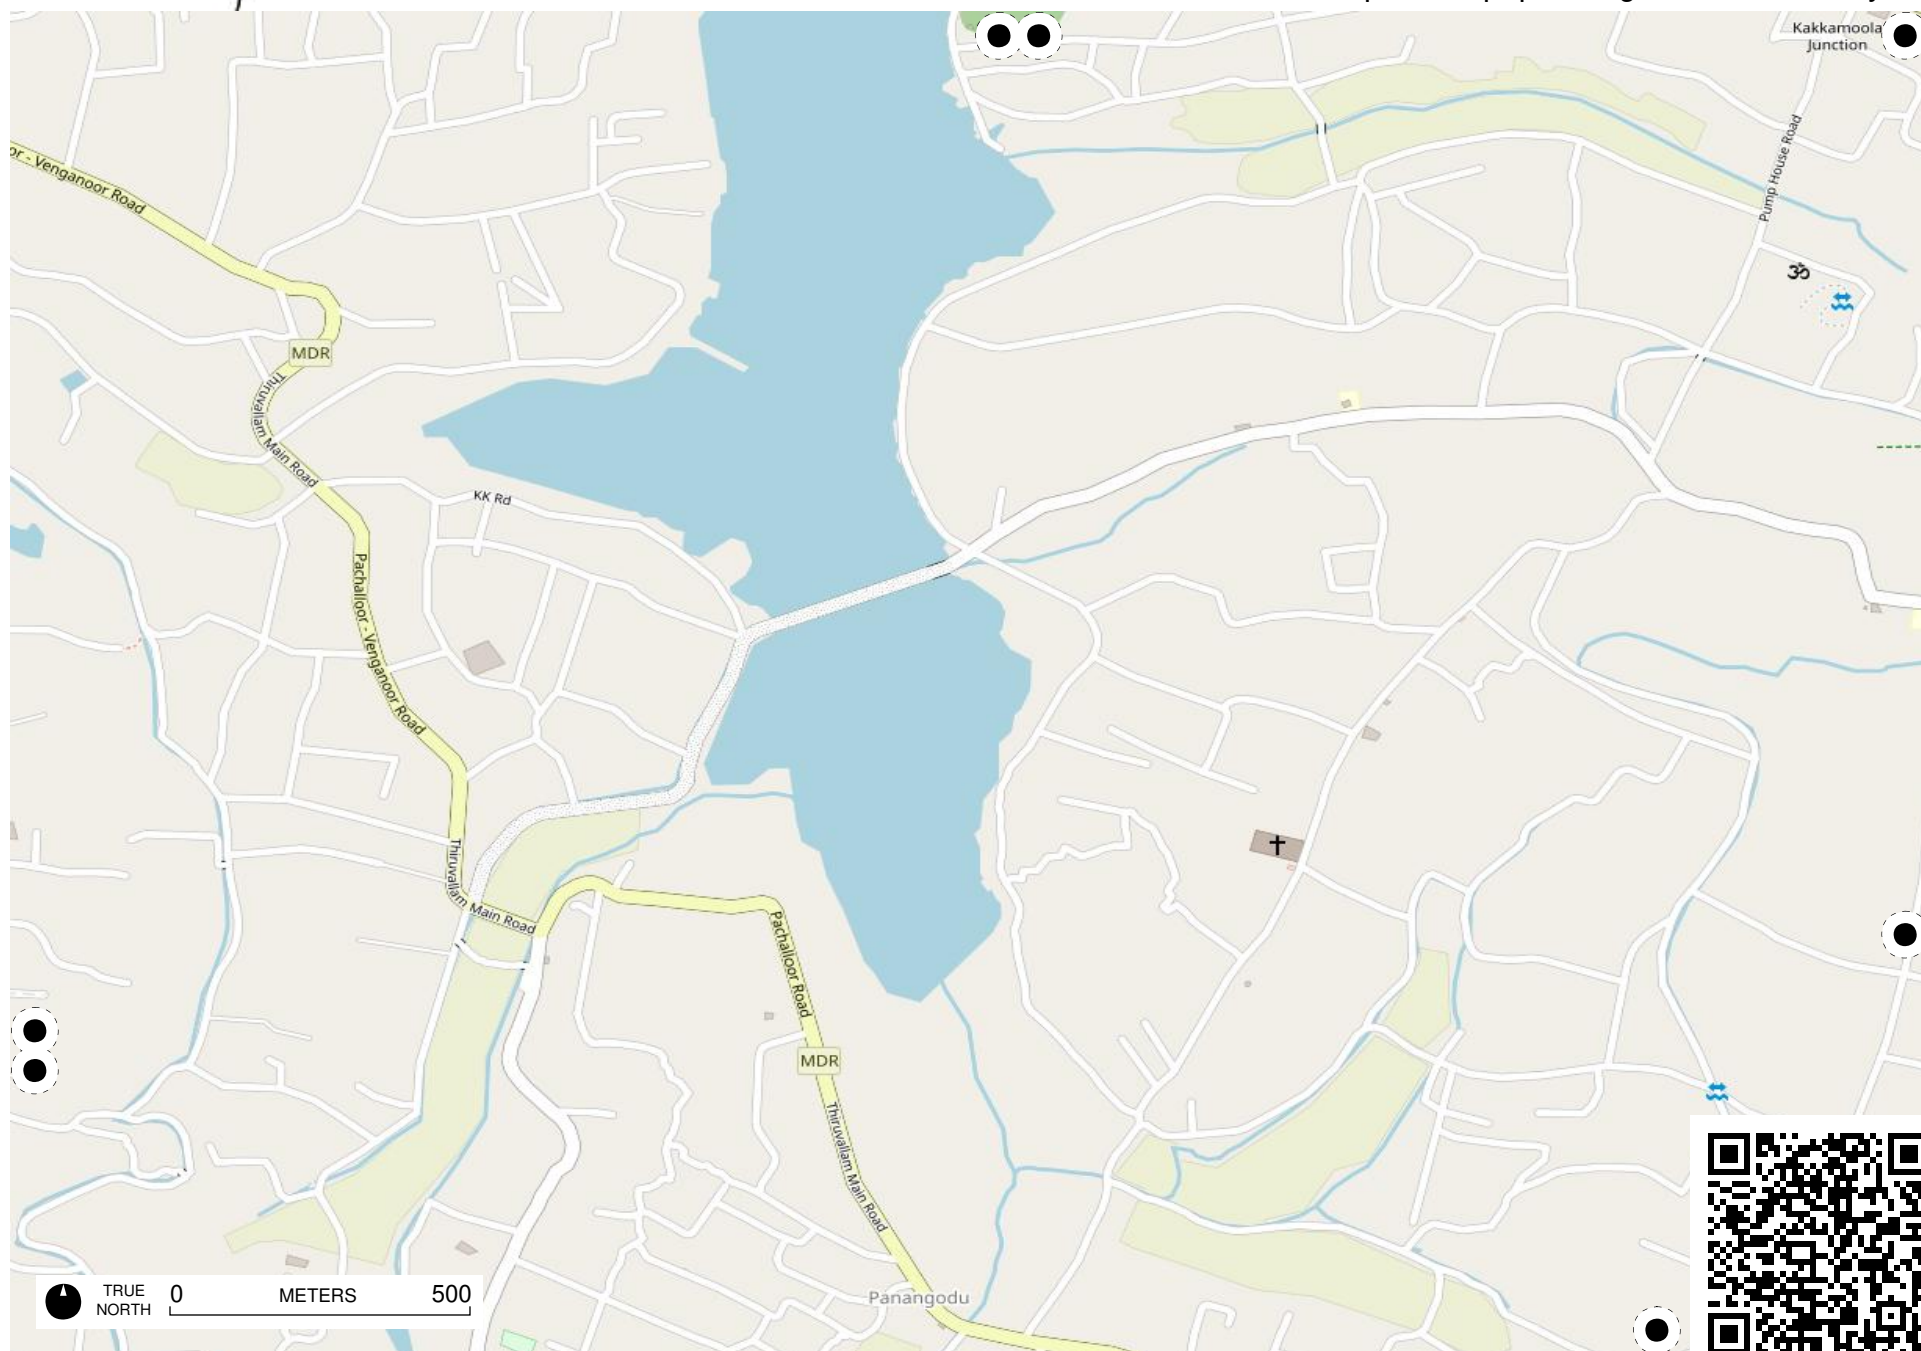 Kakkamoola
Junction
or - Venganoor Road
Pump House Road
ॐ
MDR
Thiruvallam Main Road
KK Rd
Pachalloor - Venganoor Road
Thiruvallam Main Road
Pachalloor Road
MDR
Thiruvallam Main Road
Panangodu
TRUE
NORTH
0 METERS 500